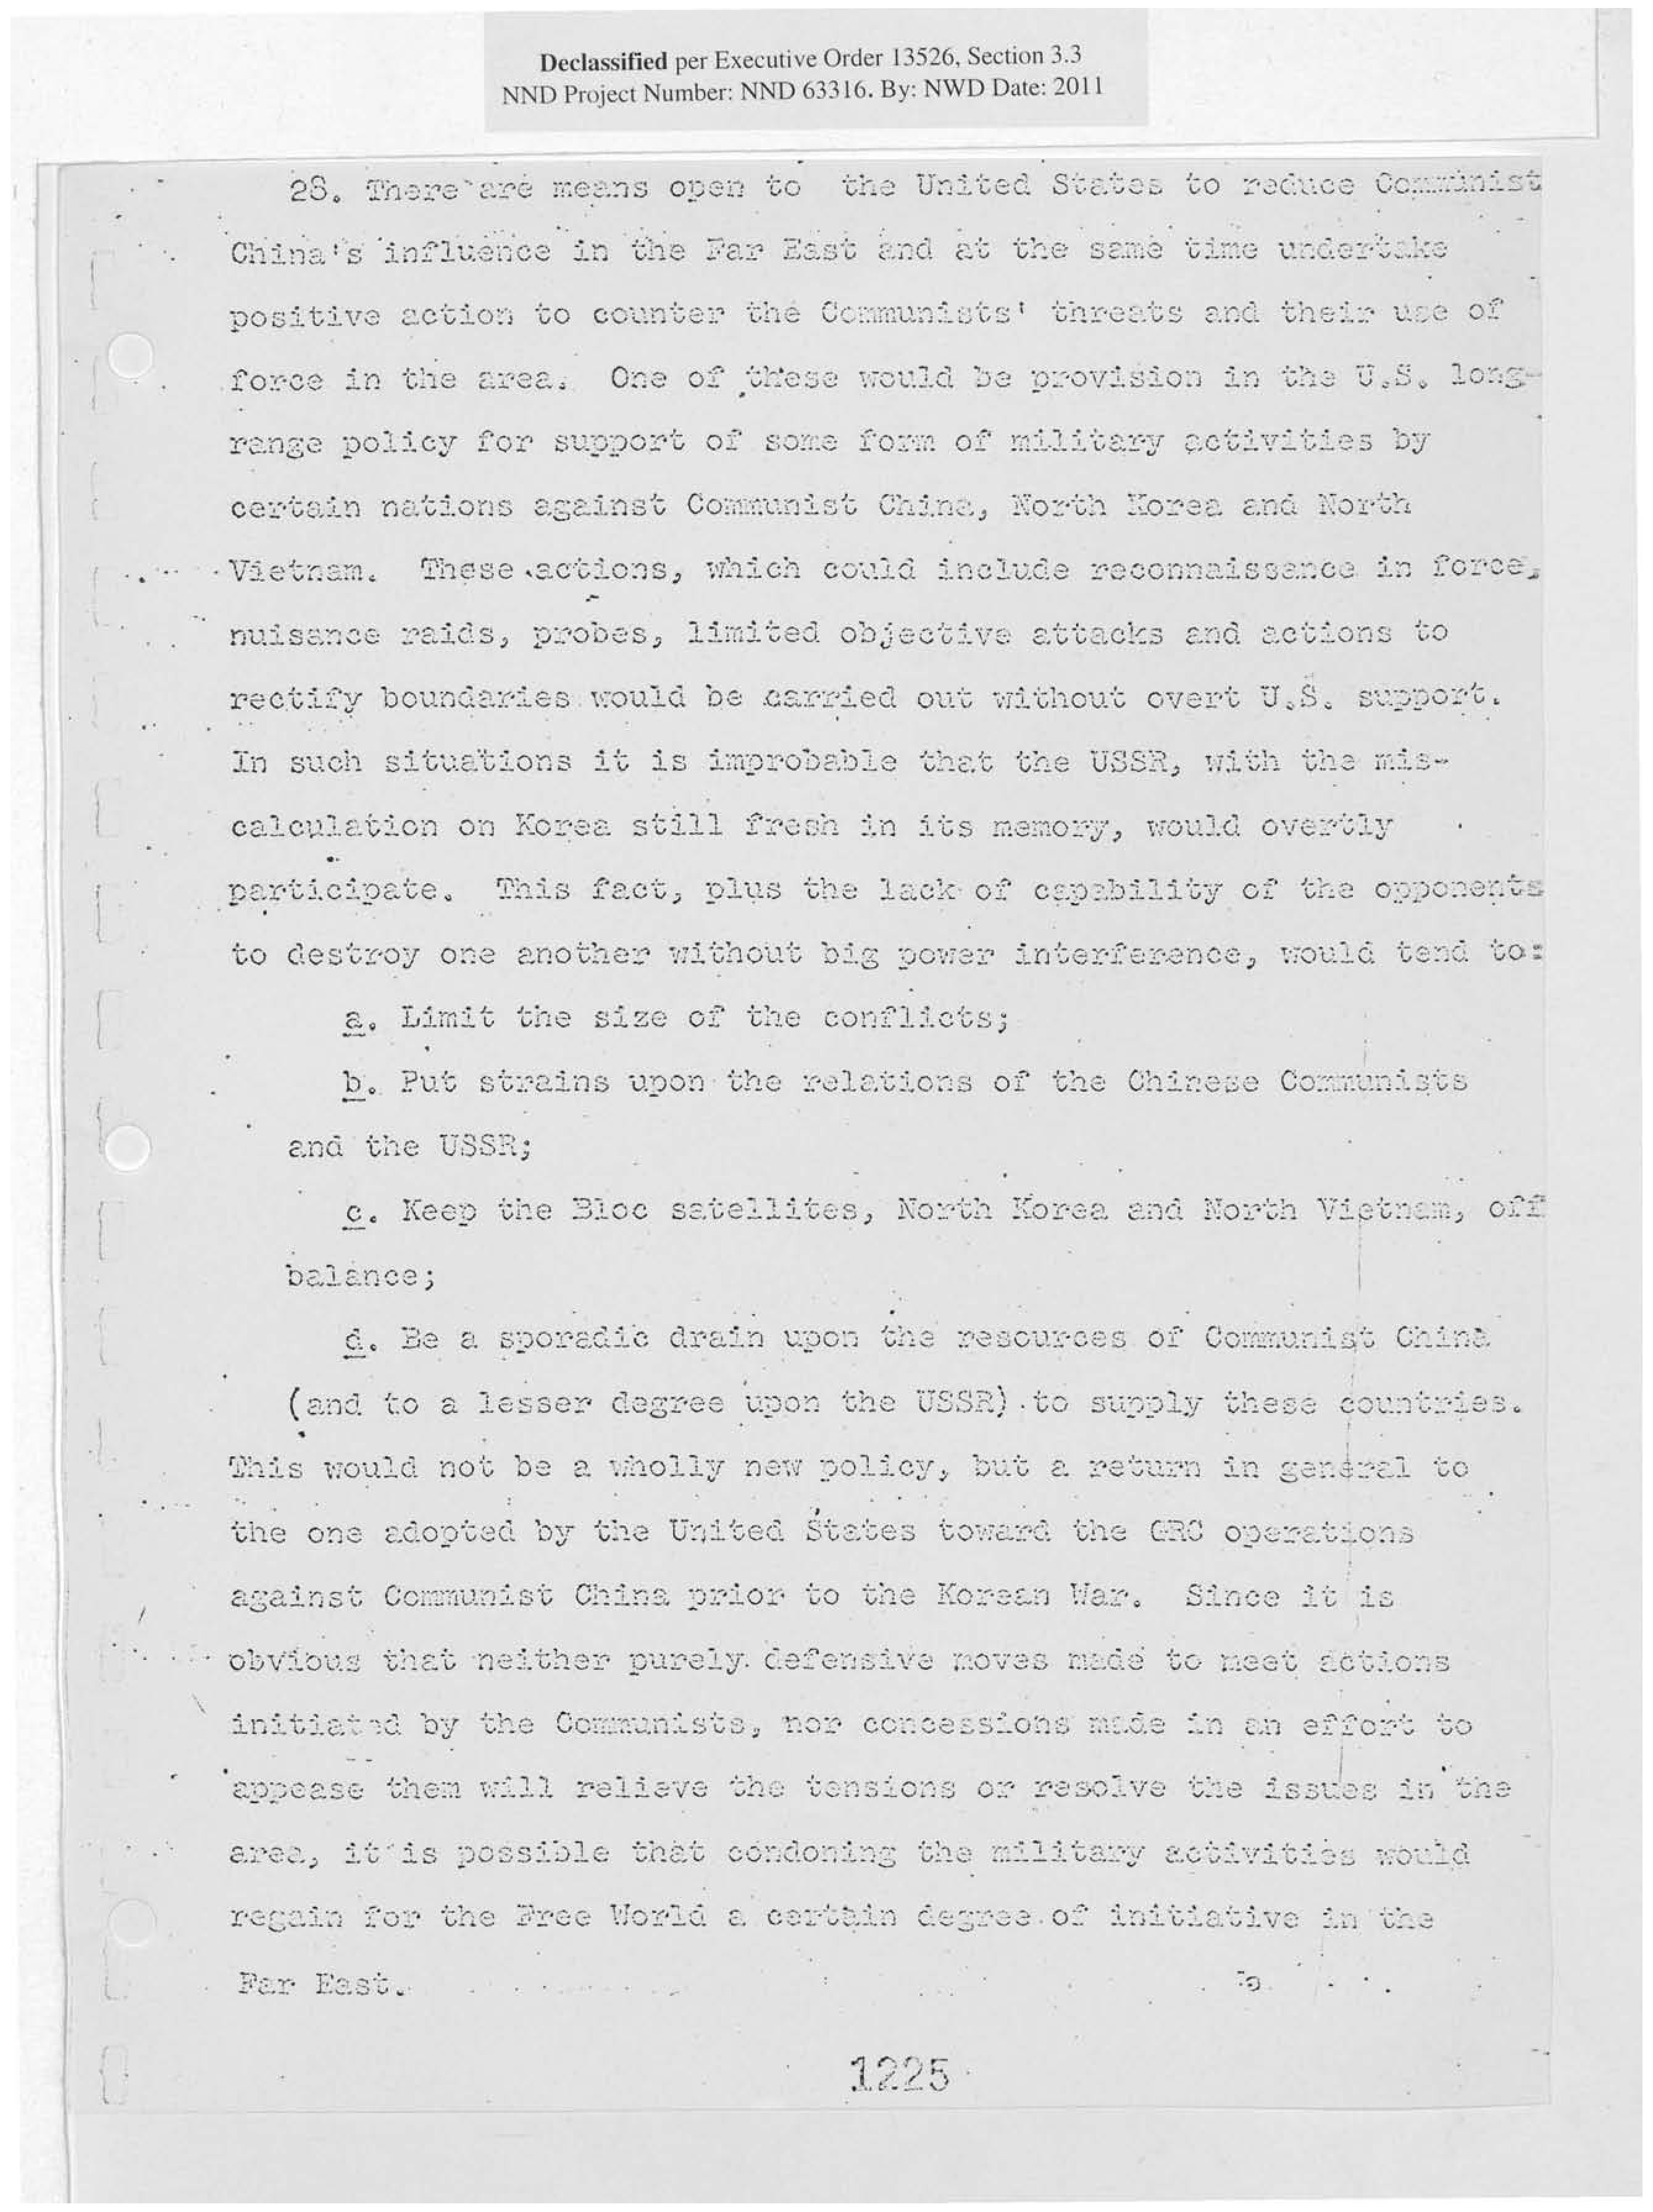 Declassified per Executive Order 13526, Section 3.3
NND Project Number: NND 63316. By: NWD Date: 2011
28. There are means open to the United States to reduce Communist
China's influence in the Far East and at the same time undertake
positive action to counter the Communists' threats and their use of
force in the area. One of these would be provision in the U.S. long-
range policy for support of some form of military activities by
certain nations against Communist China, North Korea and North
Vietnam. These actions, which could include reconnaissance in force,
nuisance raids, probes, limited objective attacks and actions to
rectify boundaries would be carried out without overt U.S. support.
In such situations it is improbable that the USSR, with the mis-
calculation on Korea still fresh in its memory, would overtly
participate. This fact, plus the lack of capability of the opponents
to destroy one another without big power interference, would tend to:
a. Limit the size of the conflicts;
b. Put strains upon the relations of the Chinese Communists
and the USSR;
c. Keep the Bloc satellites, North Korea and North Vietnam, off
balance;
d. Be a sporadic drain upon the resources of Communist China
(and to a lesser degree upon the USSR) to supply these countries.
This would not be a wholly new policy, but a return in general to
the one adopted by the United States toward the GRC operations
against Communist China prior to the Korean War. Since it is
obvious that neither purely defensive moves made to meet actions
initiated by the Communists, nor concessions made in an effort to
appease them will relieve the tensions or resolve the issues in the
area, it is possible that condoning the military activities would
regain for the Free World a certain degree of initiative in the
Far East.
1225